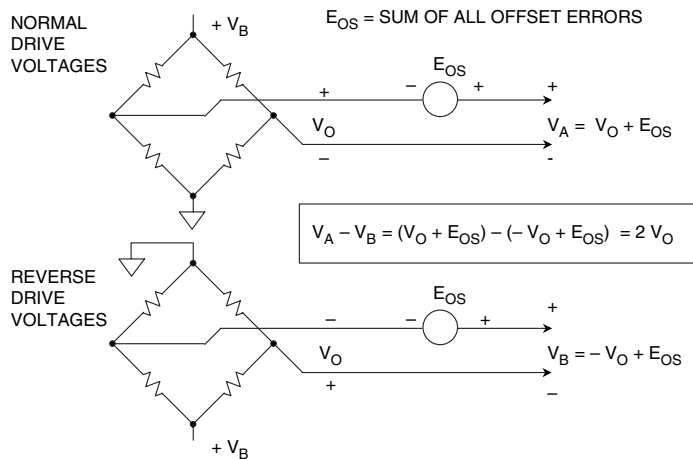 NORMAL
DRIVE
VOLTAGES
+ V_B
E_OS = SUM OF ALL OFFSET ERRORS
E_OS
+
− +
+
V_O
V_A = V_O + E_OS
−
-
V_A − V_B = (V_O + E_OS) − (− V_O + E_OS) = 2 V_O
REVERSE
DRIVE
VOLTAGES
E_OS
−
− +
+
V_O
V_B = − V_O + E_OS
+
−
+ V_B